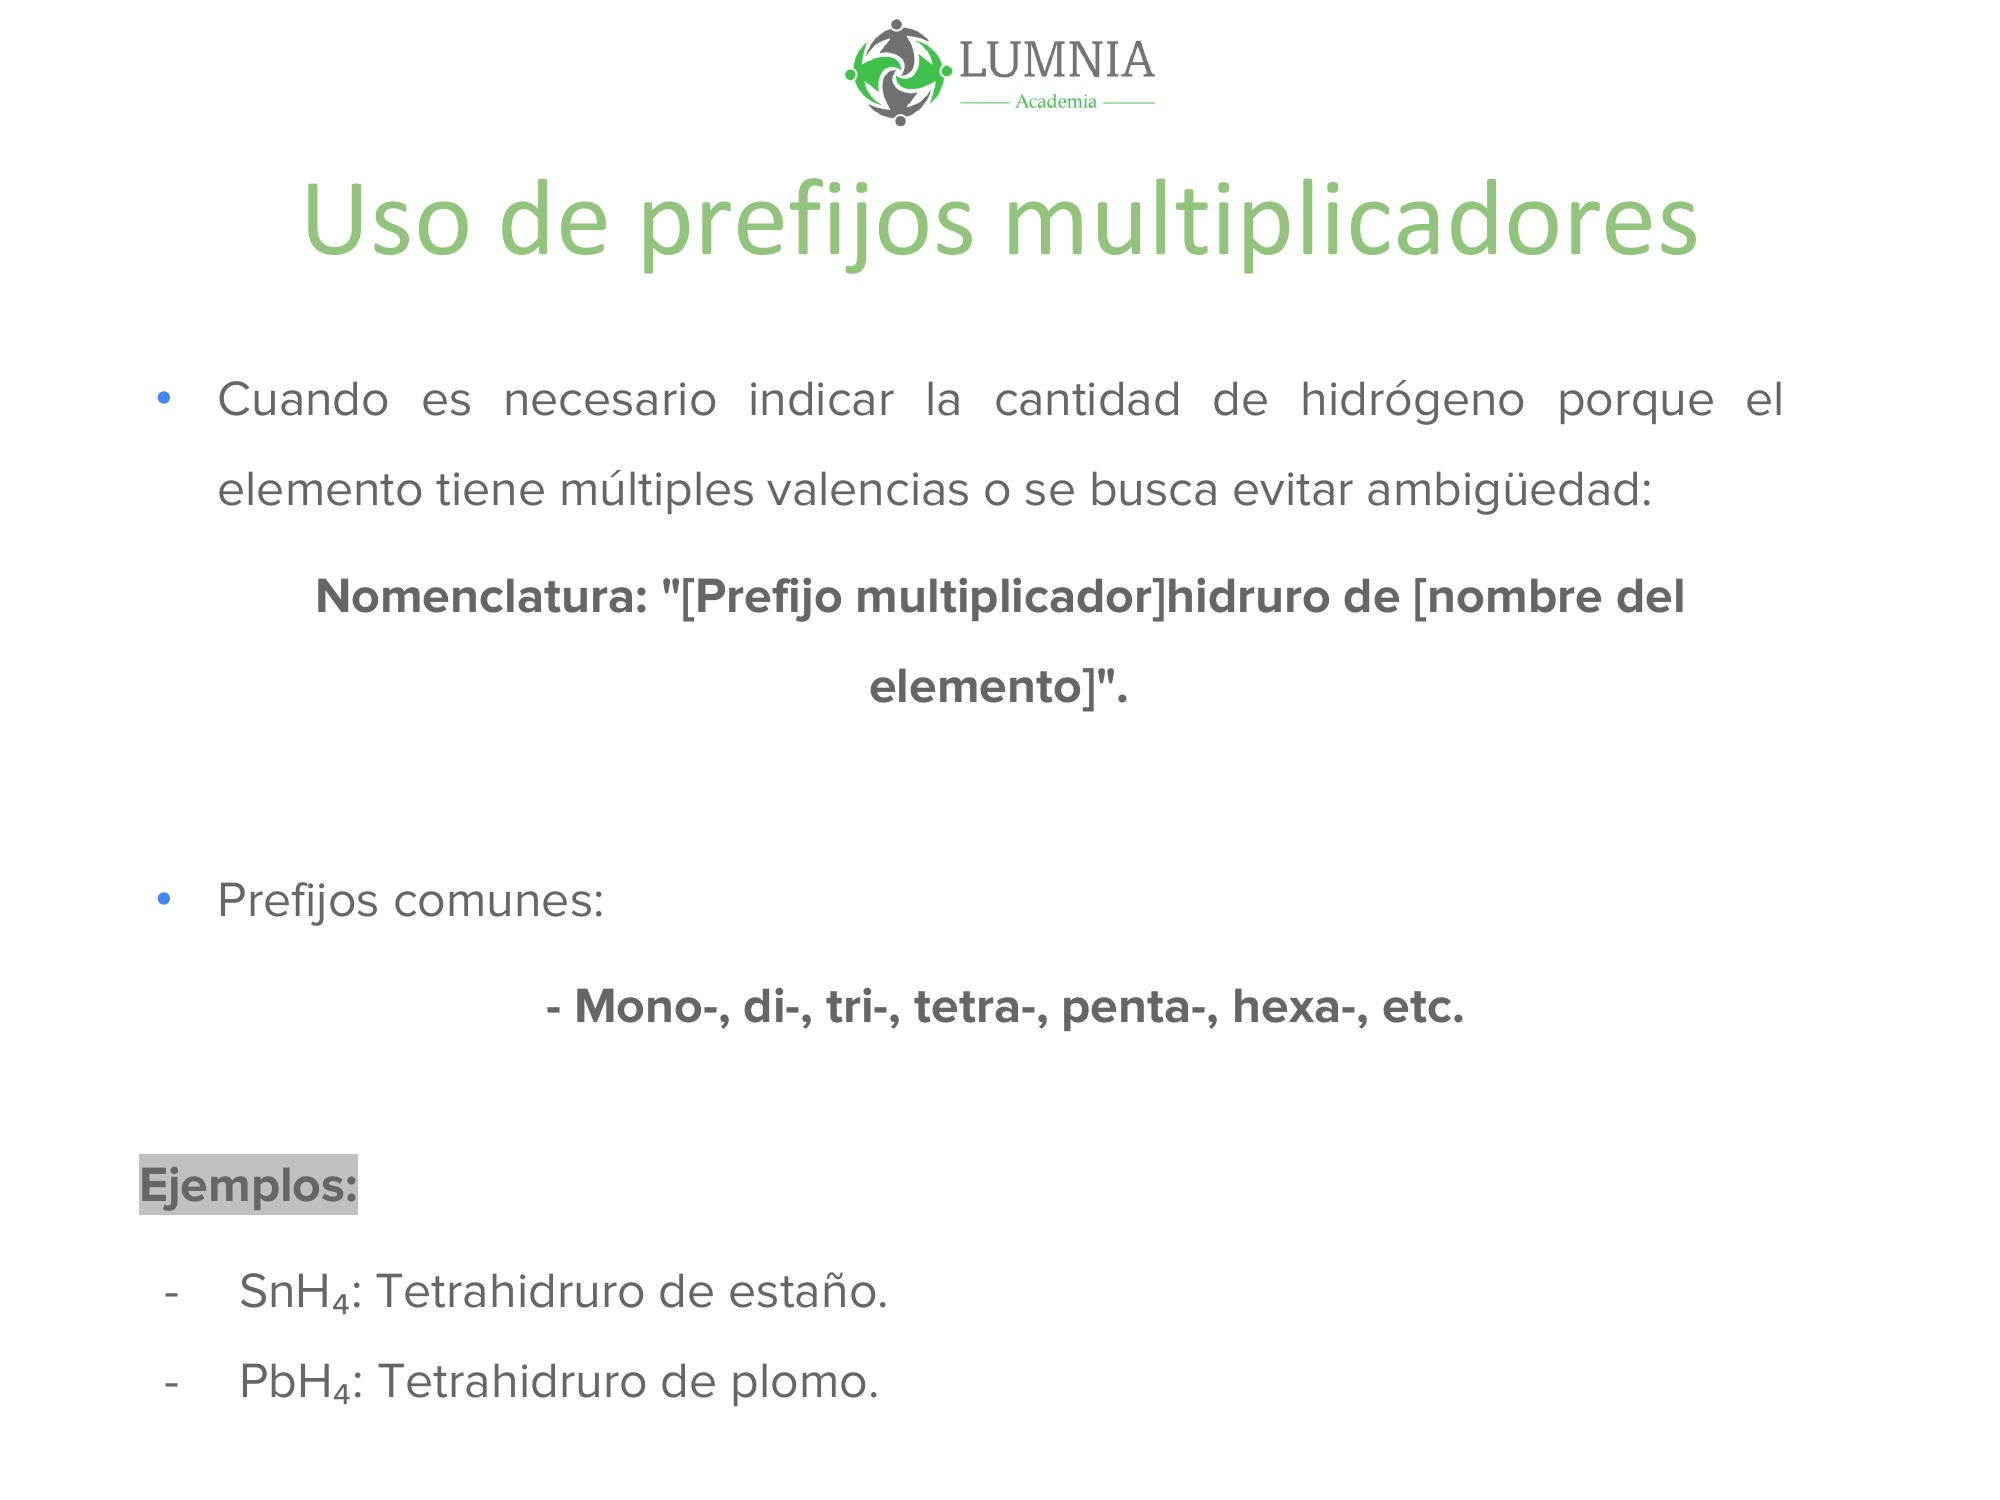 LUMNIA
Academia
Uso de prefijos multiplicadores
• Cuando es necesario indicar la cantidad de hidrógeno porque el
elemento tiene múltiples valencias o se busca evitar ambigüedad:
Nomenclatura: "[Prefijo multiplicador]hidruro de [nombre del
elemento]".
• Prefijos comunes:
- Mono-, di-, tri-, tetra-, penta-, hexa-, etc.
Ejemplos:
- SnH₄: Tetrahidruro de estaño.
- PbH₄: Tetrahidruro de plomo.